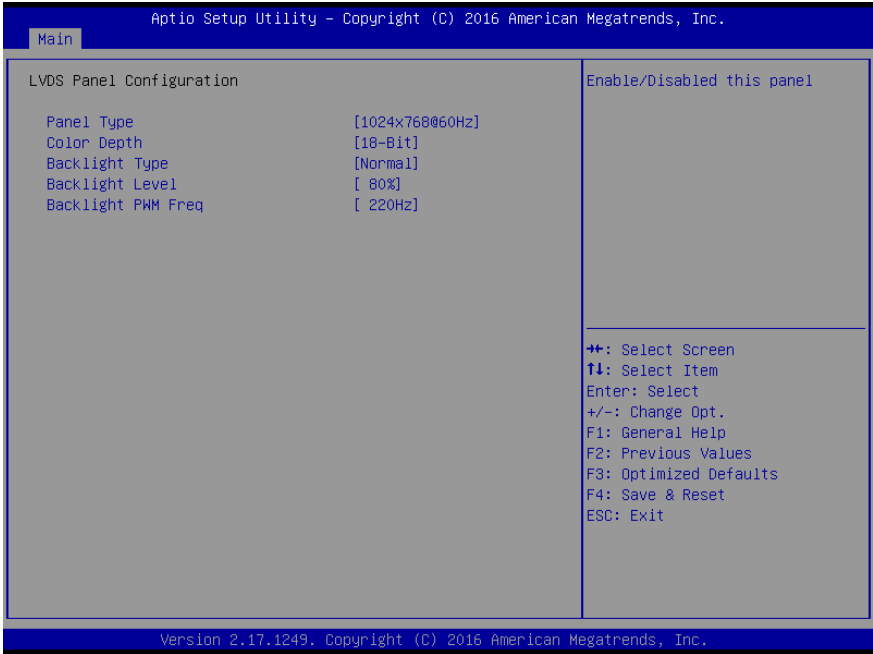 Aptio Setup Utility – Copyright (C) 2016 American Megatrends, Inc.
Main
LVDS Panel Configuration
Panel Type [1024x768@60Hz]
Color Depth [18-Bit]
Backlight Type [Normal]
Backlight Level [ 80%]
Backlight PWM Freq [ 220Hz]
Enable/Disabled this panel
→←: Select Screen
↑↓: Select Item
Enter: Select
+/-: Change Opt.
F1: General Help
F2: Previous Values
F3: Optimized Defaults
F4: Save & Reset
ESC: Exit
Version 2.17.1249. Copyright (C) 2016 American Megatrends, Inc.